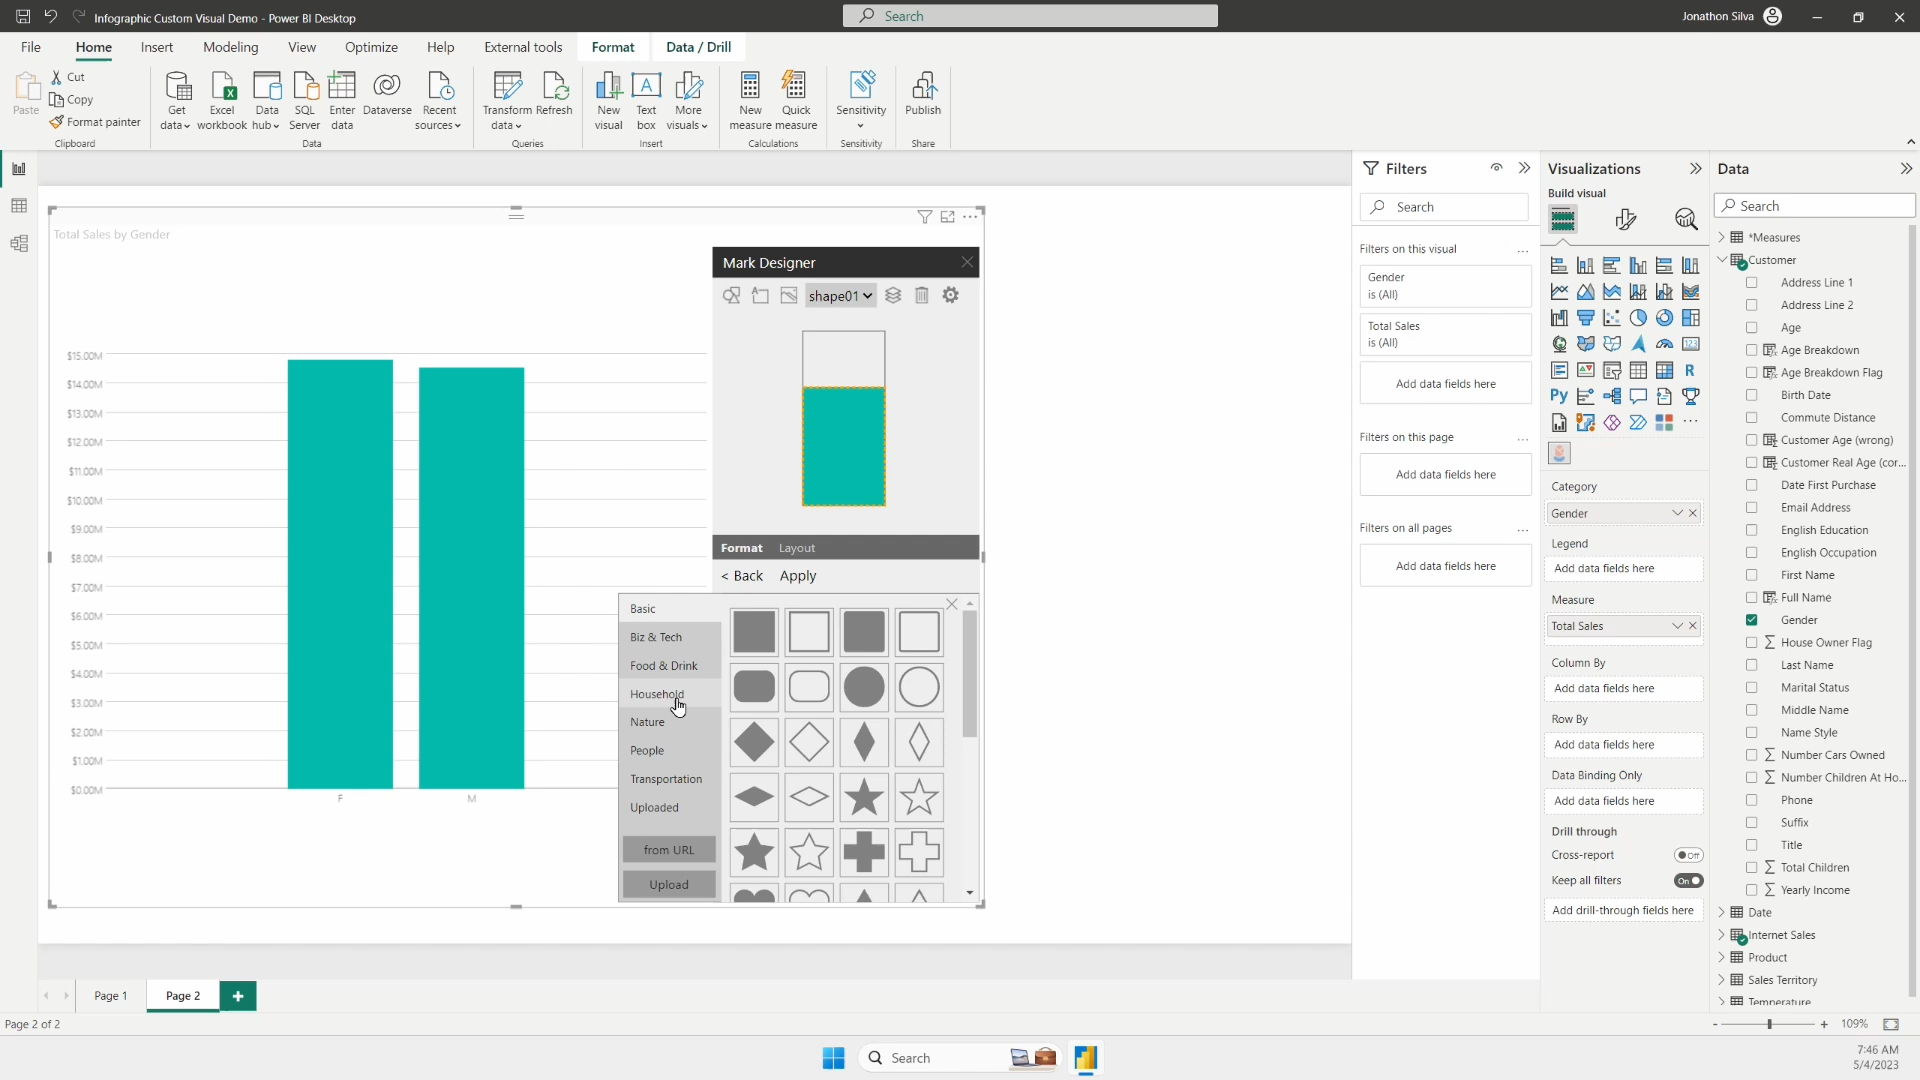 Infographic Custom Visual Demo - Power BI Desktop
Search
Jonathon Silva
File
Home
Insert
Modeling
View
Optimize
Help
External tools
Format
Data / Drill
Paste
Cut
Copy
Format painter
Clipboard
Get
data
Excel
workbook
Data
hub
SQL
Server
Enter
data
Dataverse
Recent
sources
Data
Transform
data
Refresh
Queries
New
visual
Text
box
More
visuals
Insert
New
measure
Quick
measure
Calculations
Sensitivity
Sensitivity
Publish
Share
Total Sales by Gender
$15.00M
$14.00M
$13.00M
$12.00M
$11.00M
$10.00M
$9.00M
$8.00M
$7.00M
$6.00M
$5.00M
$4.00M
$3.00M
$2.00M
$1.00M
$0.00M
F
M
Mark Designer
shape01
Format
Layout
< Back
Apply
Basic
Biz & Tech
Food & Drink
Household
Nature
People
Transportation
Uploaded
from URL
Upload
Filters
Search
Filters on this visual
...
Gender
is (All)
Total Sales
is (All)
Add data fields here
Filters on this page
...
Add data fields here
Filters on all pages
...
Add data fields here
Visualizations
Build visual
123
R
Py
...
Category
Gender
Legend
Add data fields here
Measure
Total Sales
Column By
Add data fields here
Row By
Add data fields here
Data Binding Only
Add data fields here
Drill through
Cross-report
Off
Keep all filters
On
Add drill-through fields here
Data
Search
*Measures
Customer
Address Line 1
Address Line 2
Age
Age Breakdown
Age Breakdown Flag
Birth Date
Commute Distance
Customer Age (wrong)
Customer Real Age (cor...
Date First Purchase
Email Address
English Education
English Occupation
First Name
Full Name
Gender
House Owner Flag
Last Name
Marital Status
Middle Name
Name Style
Number Cars Owned
Number Children At Ho...
Phone
Suffix
Title
Total Children
Yearly Income
Date
Internet Sales
Product
Sales Territory
Temperature
Page 1
Page 2
Page 2 of 2
109%
Search
7:46 AM
5/4/2023